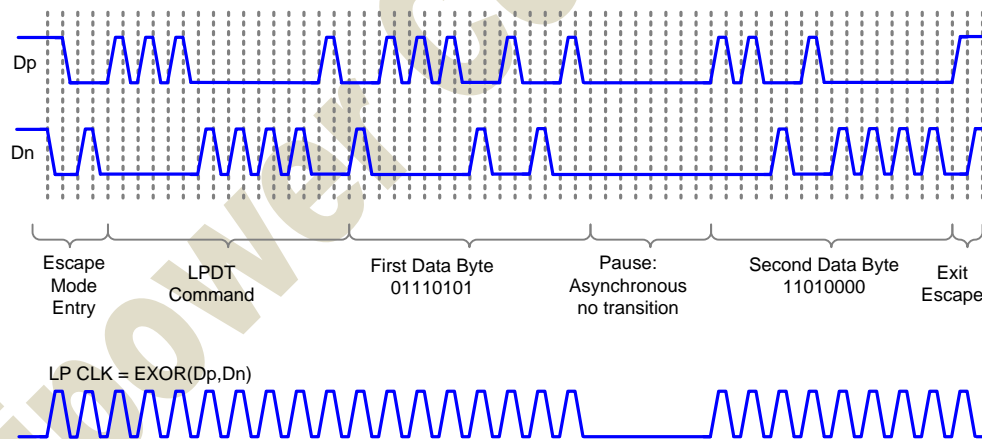 Dp
Dn
Escape
Mode
Entry
LPDT
Command
First Data Byte
01110101
Pause:
Asynchronous
no transition
Second Data Byte
11010000
Exit
Escape
LP CLK = EXOR(Dp,Dn)